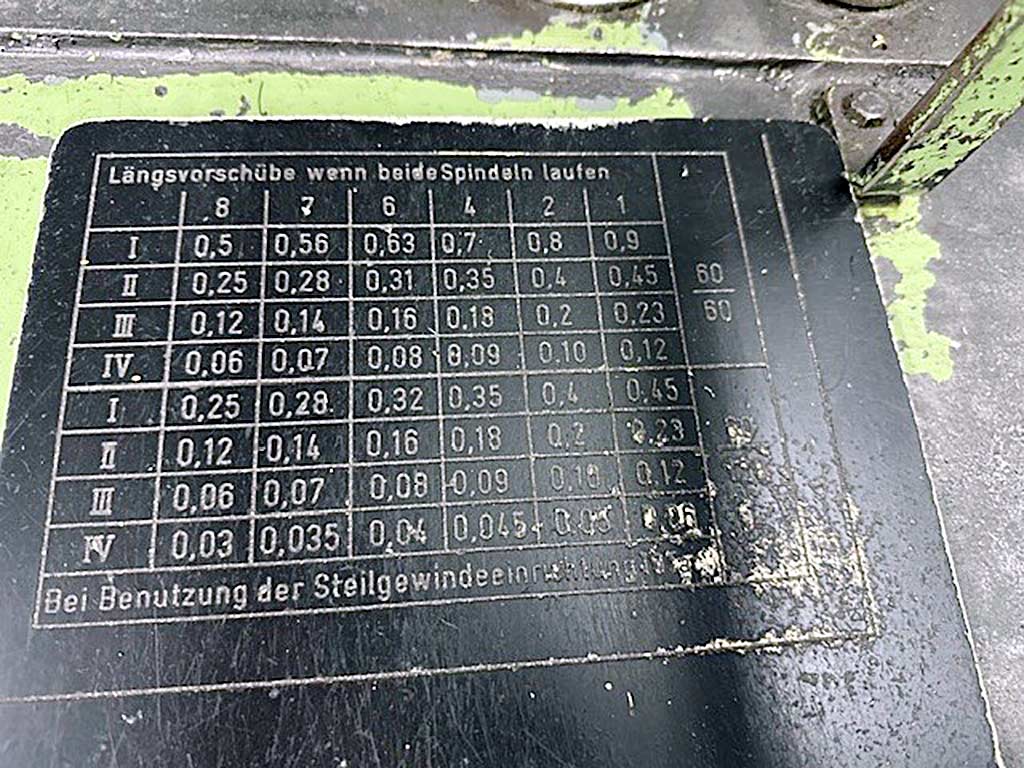 Längsvorschübe wenn beide Spindeln laufen
8 7 6 4 2 1
I 0,5 0,56 0,63 0,7 0,8 0,9
II 0,25 0,28 0,31 0,35 0,4 0,45 60
III 0,12 0,14 0,16 0,18 0,2 0,23 60
IV 0,06 0,07 0,08 0,09 0,10 0,12
I 0,25 0,28 0,32 0,35 0,4 0,45
II 0,12 0,14 0,16 0,18 0,2 0,23
III 0,06 0,07 0,08 0,09 0,12
IV 0,03 0,035 0,04 0,045 0,05 0,06
Bei Benutzung der Steilgewindeeinrichtung